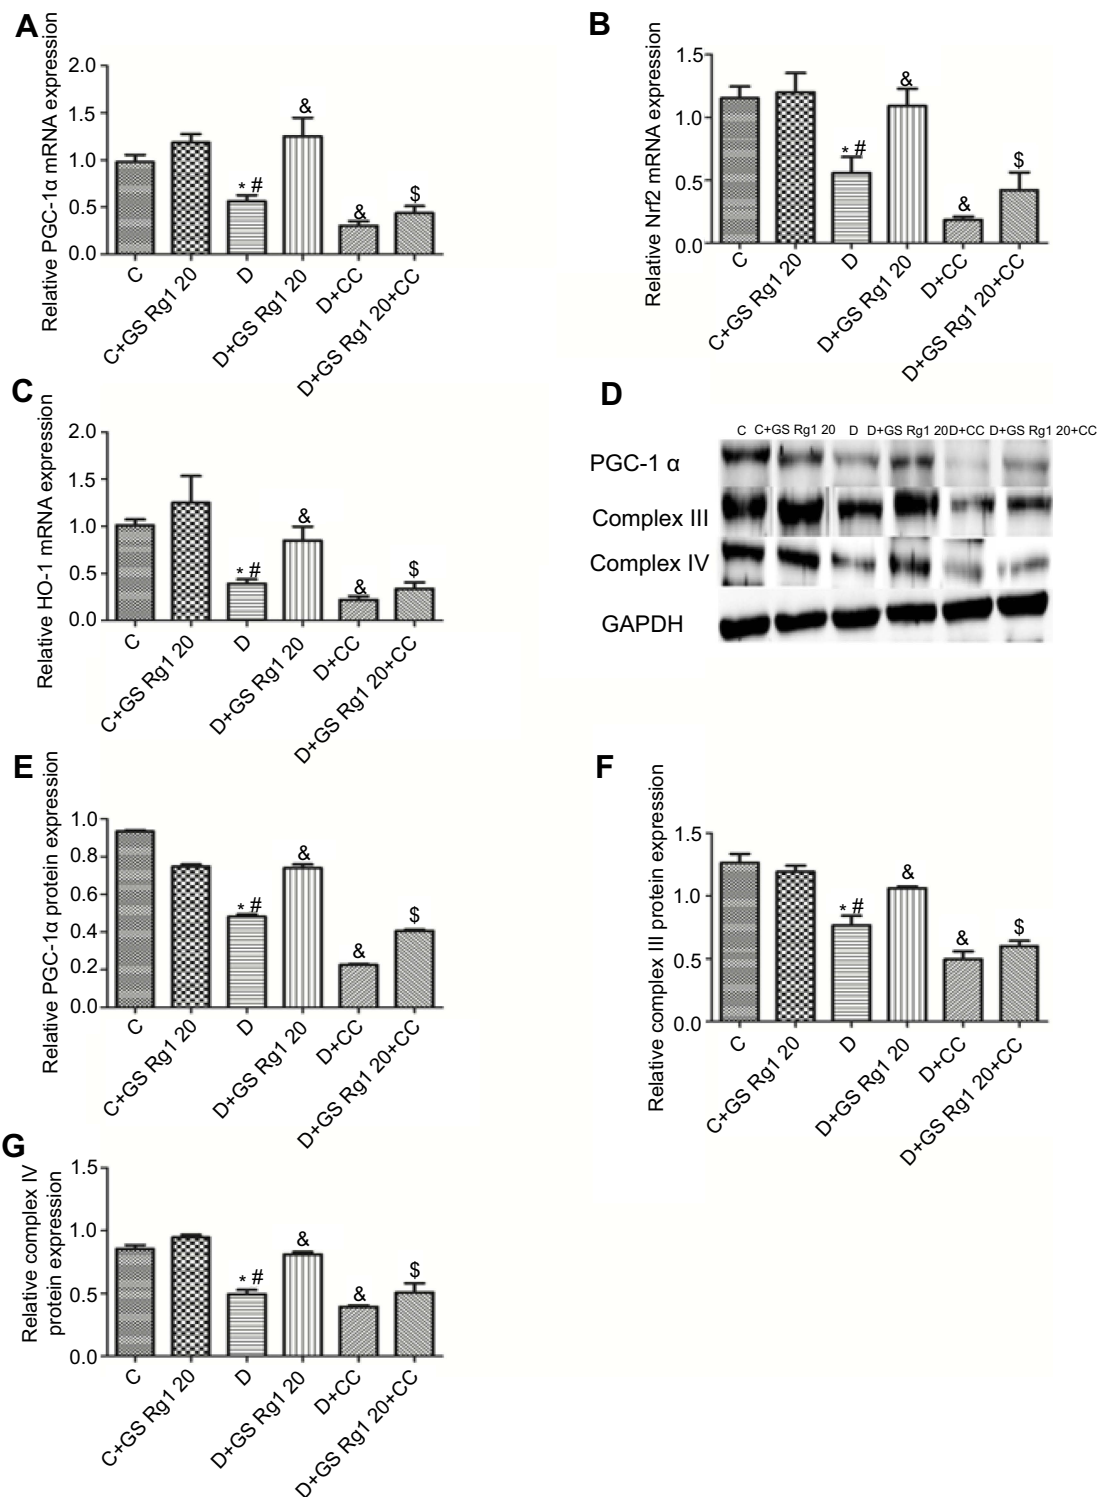 A
Relative PGC-1α mRNA expression
2.0
1.5
1.0
0.5
0.0
* #
&
&
$
C
C+GS Rg1 20
D
D+GS Rg1 20
D+CC
D+GS Rg1 20+CC
B
Relative Nrf2 mRNA expression
1.5
1.0
0.5
0.0
* #
&
&
$
C
C+GS Rg1 20
D
D+GS Rg1 20
D+CC
D+GS Rg1 20+CC
C
Relative HO-1 mRNA expression
2.0
1.5
1.0
0.5
0.0
* #
&
&
$
C
C+GS Rg1 20
D
D+GS Rg1 20
D+CC
D+GS Rg1 20+CC
D
C C+GS Rg1 20 D D+GS Rg1 20 D+CC D+GS Rg1 20+CC
PGC-1 α
Complex III
Complex IV
GAPDH
E
Relative PGC-1α protein expression
1.0
0.8
0.6
0.4
0.2
0.0
* #
&
&
$
C
C+GS Rg1 20
D
D+GS Rg1 20
D+CC
D+GS Rg1 20+CC
F
Relative complex III protein expression
1.5
1.0
0.5
0.0
* #
&
&
$
C
C+GS Rg1 20
D
D+GS Rg1 20
D+CC
D+GS Rg1 20+CC
G
Relative complex IV
protein expression
1.5
1.0
0.5
0.0
* #
&
&
$
C
C+GS Rg1 20
D
D+GS Rg1 20
D+CC
D+GS Rg1 20+CC